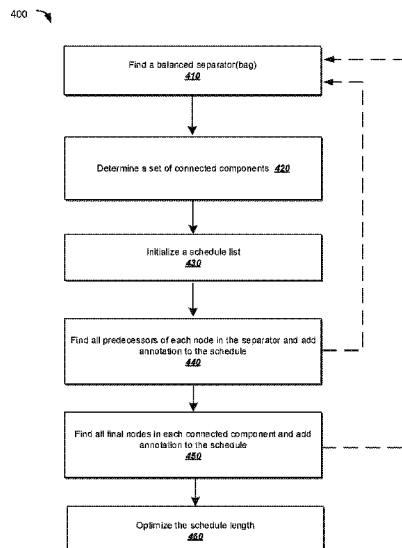 400
Find a balanced separator(bag)
410
Determine a set of connected components 420
Initialize a schedule list
430
Find all predecessors of each node in the separator and add
annotation to the schedule
440
Find all final nodes in each connected component and add
annotation to the schedule
450
Optimize the schedule length
460